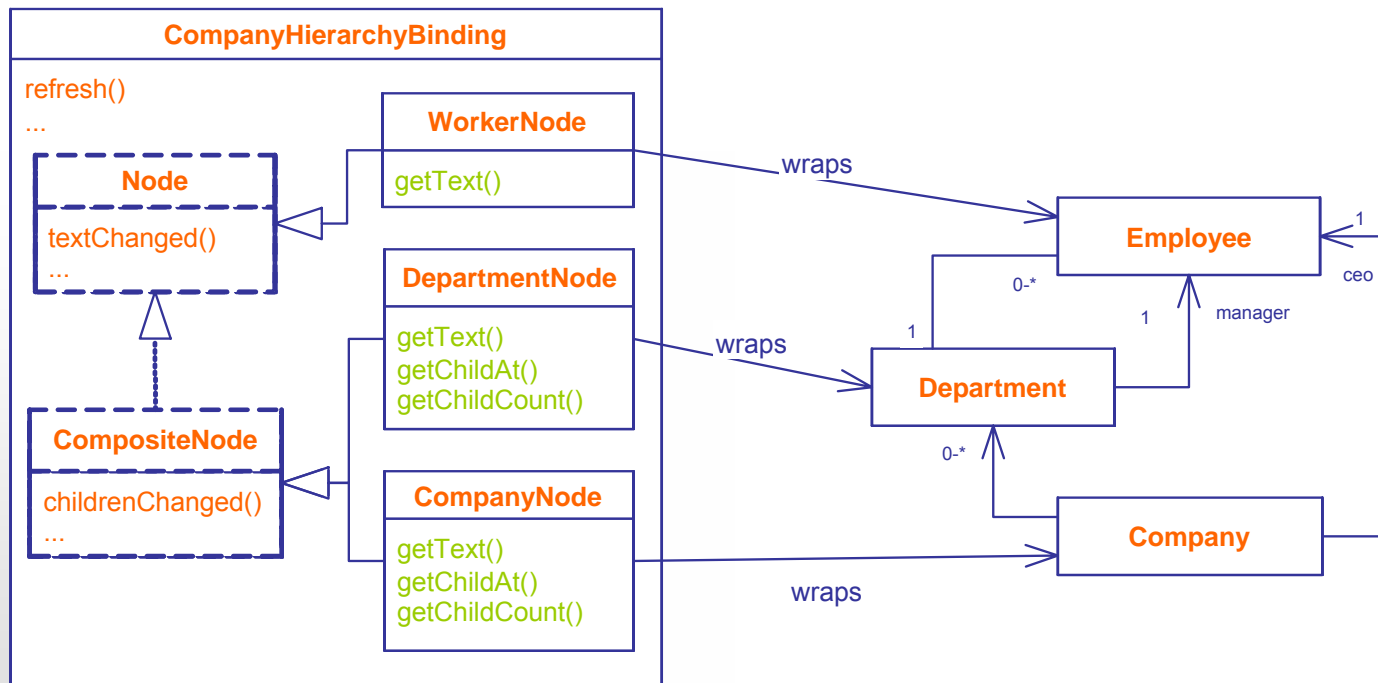 CompanyHierarchyBinding
refresh()
...
Node
textChanged()
...
CompositeNode
childrenChanged()
...
WorkerNode
getText()
DepartmentNode
getText()
getChildAt()
getChildCount()
CompanyNode
getText()
getChildAt()
getChildCount()
wraps
wraps
wraps
Employee
1
ceo
0-*
1
1
manager
Department
0-*
Company